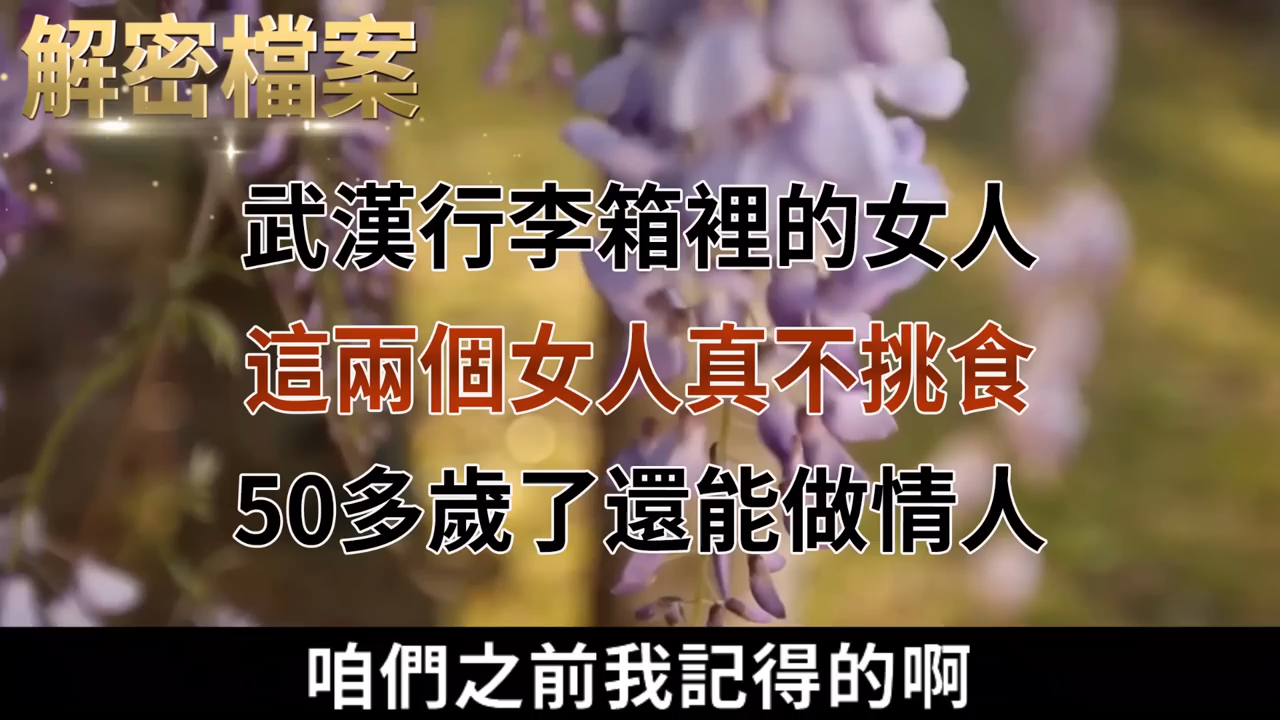 解密檔案
武漢行李箱裡的女人
這兩個女人真不挑食
50多歲了還能做情人
咱們之前我記得的啊